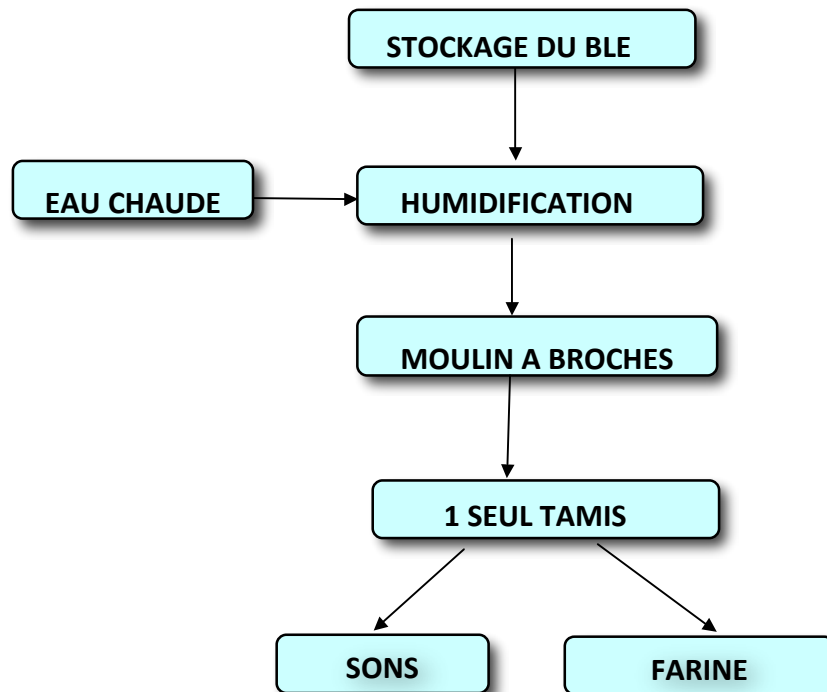 STOCKAGE DU BLE
EAU CHAUDE
HUMIDIFICATION
MOULIN A BROCHES
1 SEUL TAMIS
SONS
FARINE